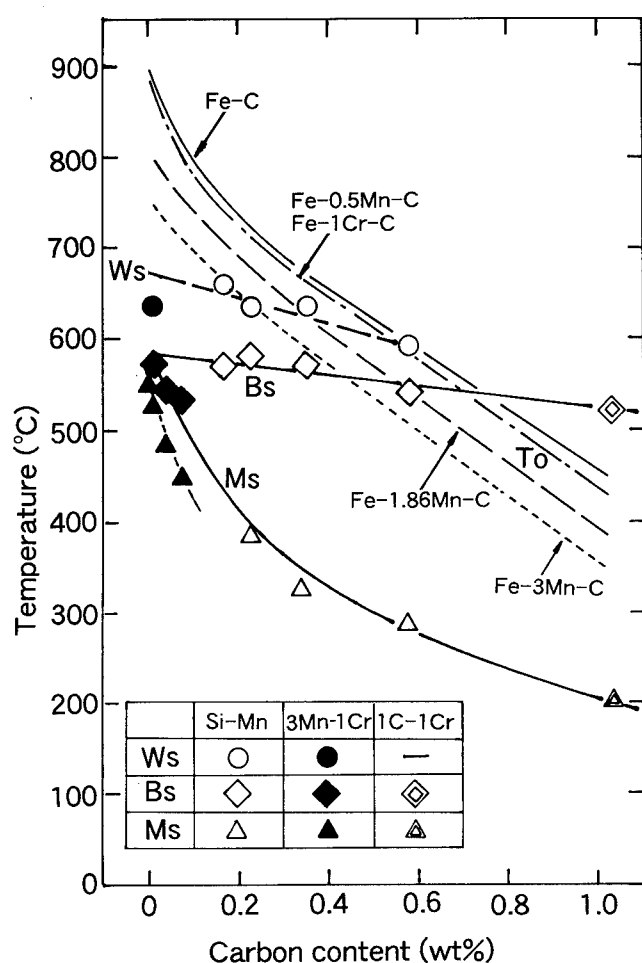 900
800
700
600
500
400
300
200
100
0
Temperature (°C)
Fe-C
Fe-0.5Mn-C
Fe-1Cr-C
Ws
Bs
Ms
To
Fe-1.86Mn-C
Fe-3Mn-C
Si-Mn 3Mn-1Cr 1C-1Cr
Ws —
Bs
Ms
0 0.2 0.4 0.6 0.8 1.0
Carbon content (wt%)